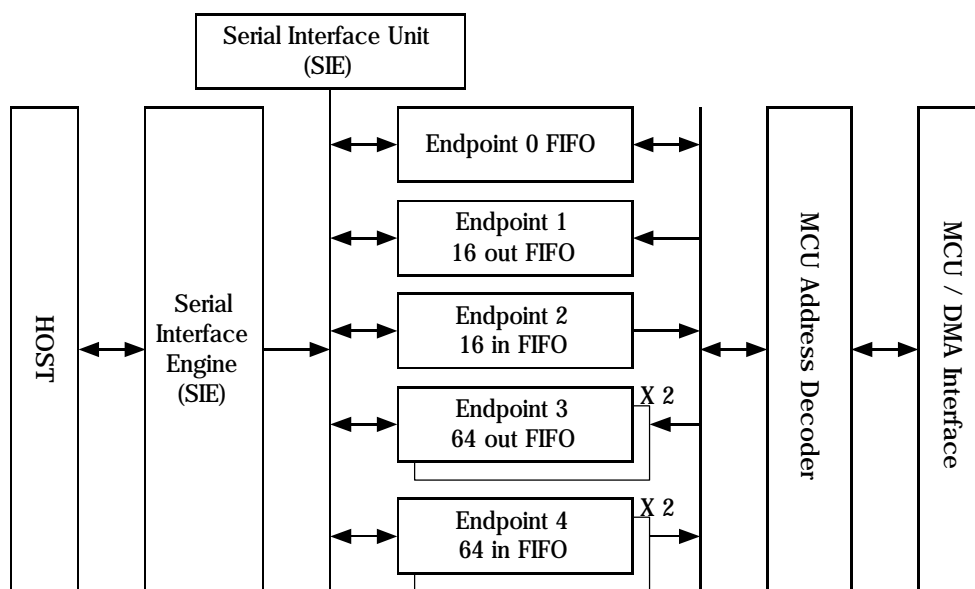 Serial Interface Unit
(SIE)
HOST
Serial
Interface
Engine
(SIE)
Endpoint 0 FIFO
Endpoint 1
16 out FIFO
Endpoint 2
16 in FIFO
Endpoint 3
64 out FIFO
X 2
Endpoint 4
64 in FIFO
X 2
MCU Address Decoder
MCU / DMA Interface